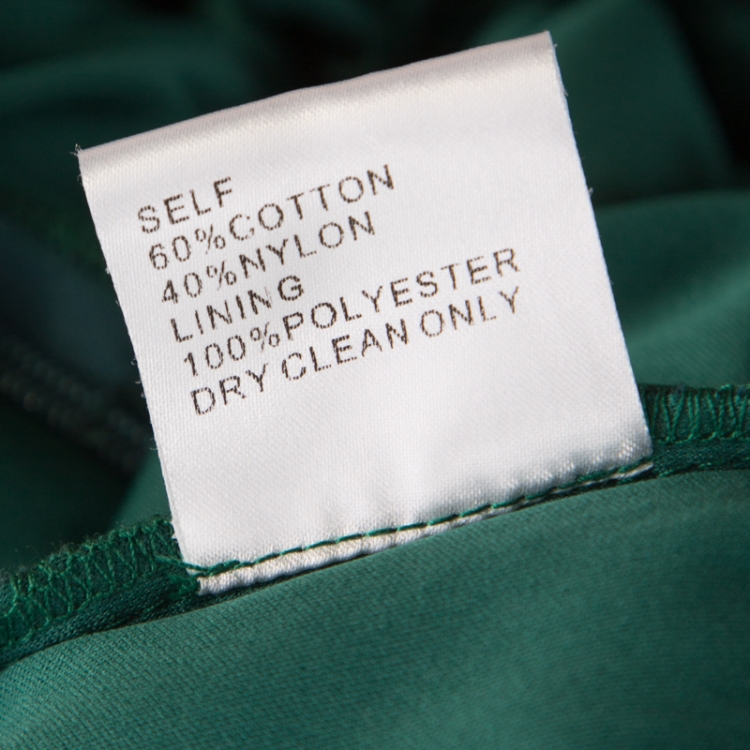 SELF
60%COTTON
40%NYLON
LINING
100%POLYESTER
DRY CLEAN ONLY